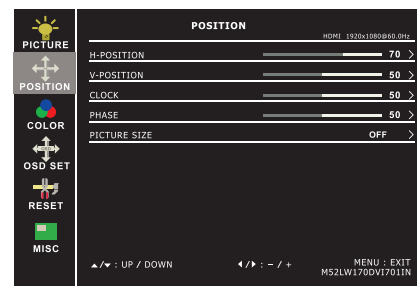 PICTURE
POSITION
COLOR
OSD SET
RESET
MISC
POSITION
HDMI 1920x1080@60.0Hz
H-POSITION 70 >
V-POSITION 50 >
CLOCK 50 >
PHASE 50 >
PICTURE SIZE OFF >
▲/▼ : UP / DOWN ◀/▶ : – / + MENU : EXIT
M52LW170DVI701IN